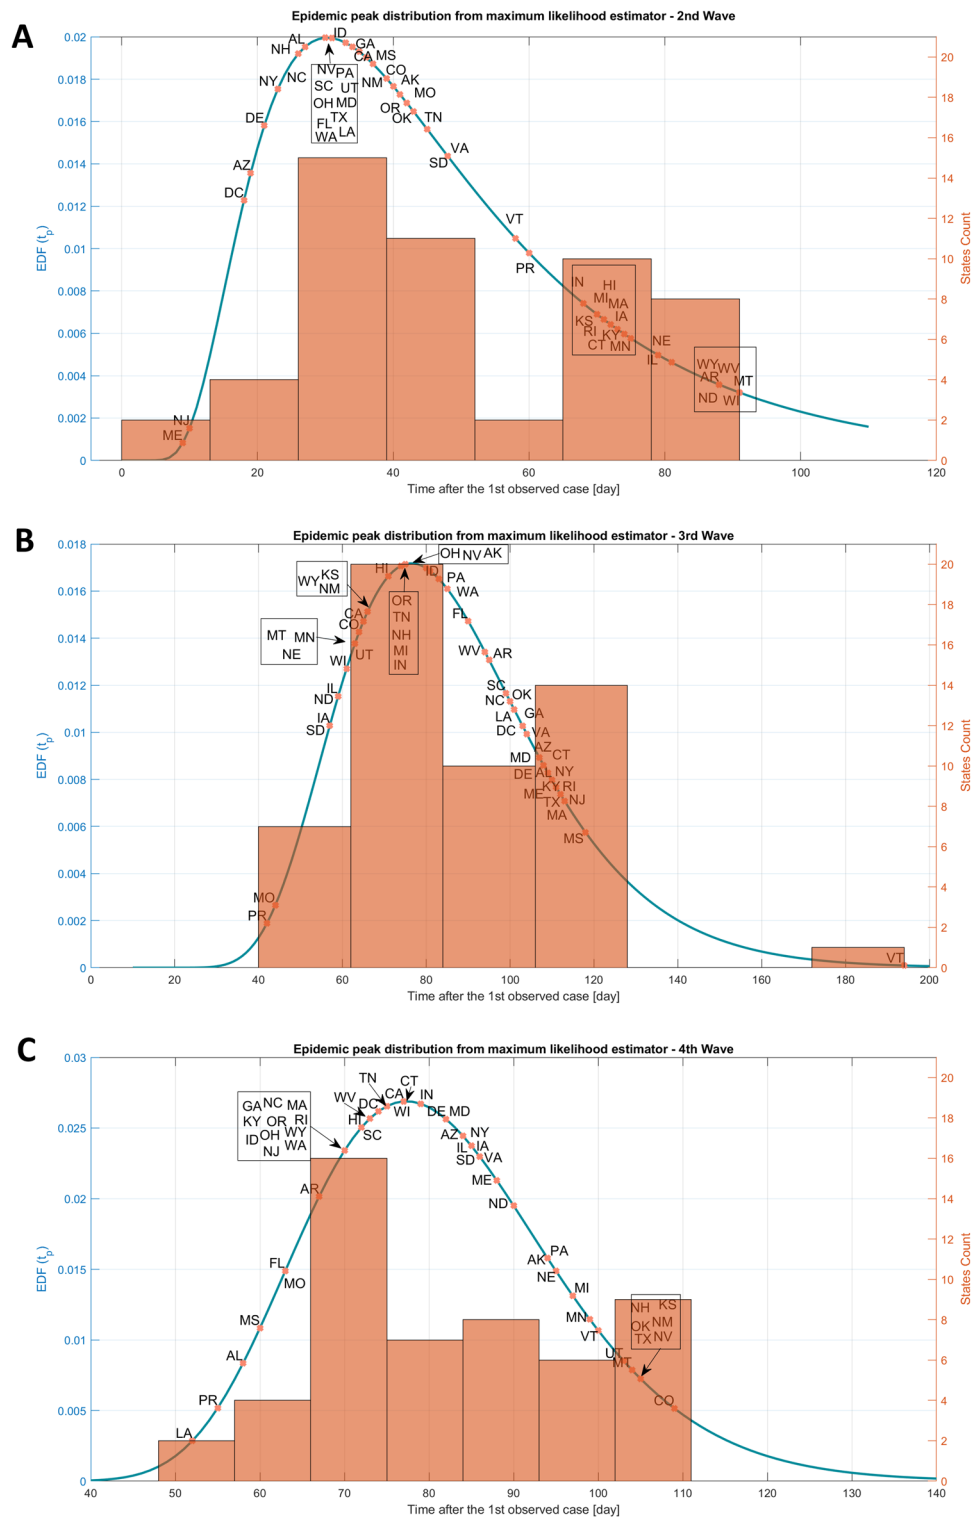 A
Epidemic peak distribution from maximum likelihood estimator - 2nd Wave
0.02
0.018
0.016
0.014
0.012
0.01
0.008
0.006
0.004
0.002
0
EDF (t_p)
AL
NH
NY
NC
DE
AZ
DC
NJ
ME
ID
GA
CA MS
CO
NM
AK
MO
OR
OK
TN
VA
SD
VT
PR
NV PA
SC UT
OH MD
TX
FL
WA LA
IN
HI
MI
MA
KS IA
RI KY
CT MN
NE
IL
WY WV
AR MT
ND WI
20
18
16
14
12
10
8
6
4
2
0
States Count
0 20 40 60 80 100 120
Time after the 1st observed case [day]
B
Epidemic peak distribution from maximum likelihood estimator - 3rd Wave
0.018
0.016
0.014
0.012
0.01
0.008
0.006
0.004
0.002
0
EDF (t_p)
OH NV AK
HI
ID
PA
WA
WY KS
NM
CA
CO
MT MN
NE
UT
WI
IL
ND
IA
SD
MO
PR
OR
TN
NH
MI
IN
FL
WV AR
SC OK
NC
LA GA
DC VA
AZ
MD CT
DE AL NY
KY RI
ME TX NJ
MA
MS
VT
20
18
16
14
12
10
8
6
4
2
0
States Count
0 20 40 60 80 100 120 140 160 180 200
Time after the 1st observed case [day]
C
Epidemic peak distribution from maximum likelihood estimator - 4th Wave
0.03
0.025
0.02
0.015
0.01
0.005
0
EDF (t_p)
GA NC MA
KY OR RI
ID OH WY
NJ WA
TN
CT
WV
DC CA
WI
IN
HI
SC
DE MD
AZ NY
IL IA
SD VA
ME
ND
AR
FL
MO
MS
AL
PR
LA
AK PA
NE
MI
MN
VT
UT
MT
CO
NH KS
OK NM
TX NV
20
18
16
14
12
10
8
6
4
2
0
States Count
40 50 60 70 80 90 100 110 120 130 140
Time after the 1st observed case [day]